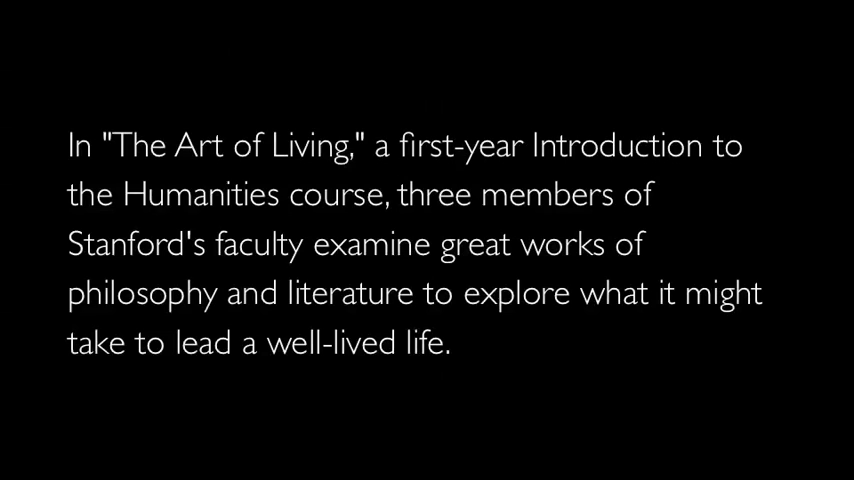 In "The Art of Living," a first-year Introduction to
the Humanities course, three members of
Stanford's faculty examine great works of
philosophy and literature to explore what it might
take to lead a well-lived life.